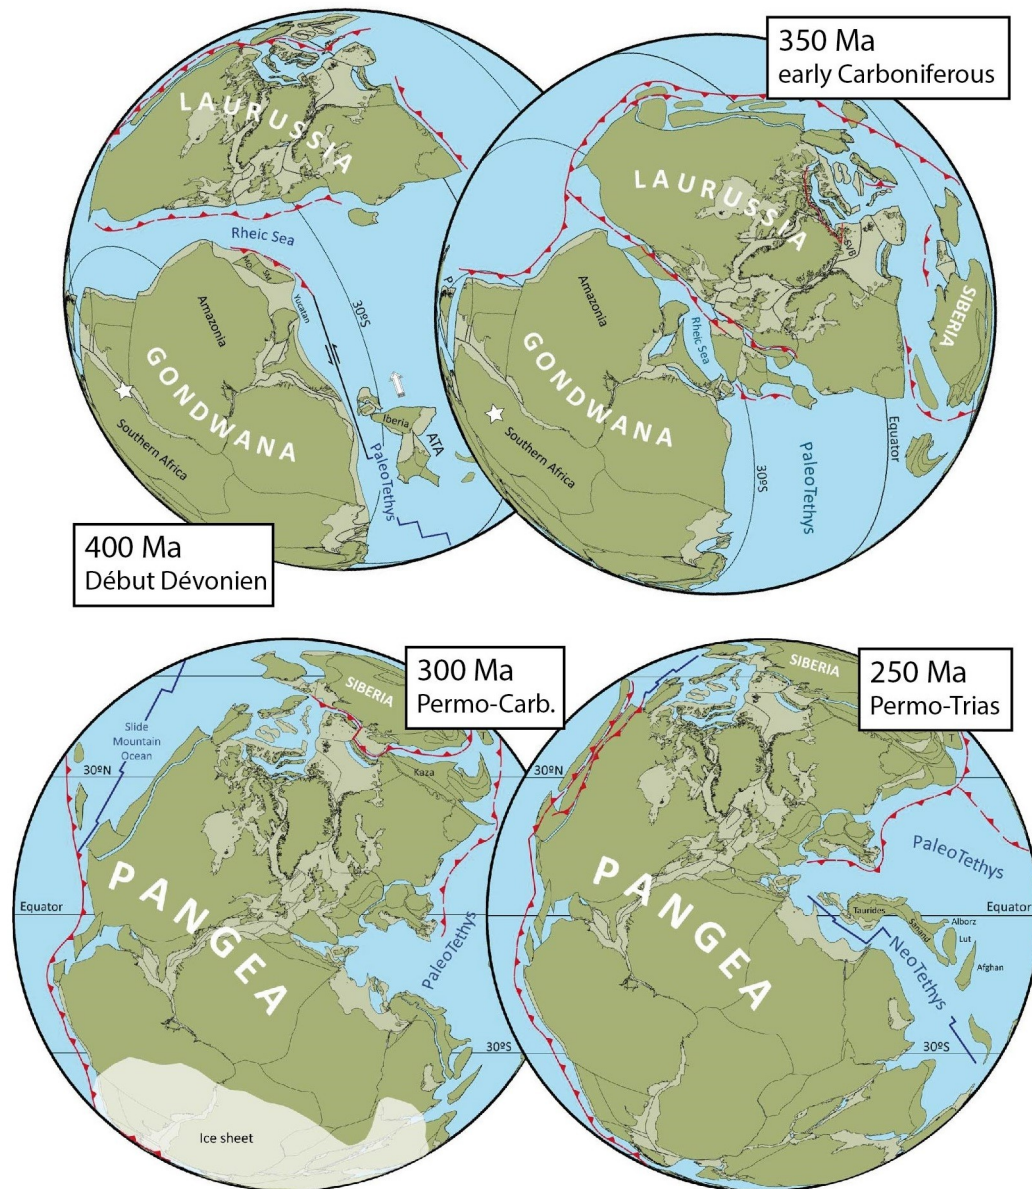 400 Ma
Début Dévonien
LAURUSSIA
Rheic Sea
Yucatan
Amazonia
30ºS
GONDWANA
Southern Africa
Iberia
ATA
PaleoTethys
350 Ma
early Carboniferous
LAURUSSIA
SVB
SIBERIA
Amazonia
Rheic Sea
GONDWANA
Southern Africa
30ºS
PaleoTethys
Equator
300 Ma
Permo-Carb.
SIBERIA
Slide
Mountain
Ocean
30ºN
Kaza
PANGEA
Equator
PaleoTethys
30ºS
Ice sheet
250 Ma
Permo-Trias
SIBERIA
PaleoTethys
PANGEA
Taurides
Sanand
Equator
Alborz
Lut
Afghan
NeoTethys